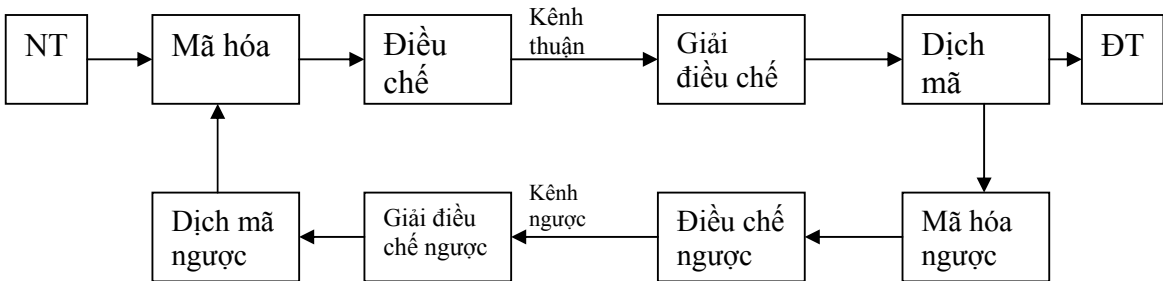 NT
Mã hóa
Điều
chế
Kênh
thuận
Giải
điều chế
Dịch
mã
ĐT
Dịch mã
ngược
Giải điều
chế ngược
Kênh
ngược
Điều chế
ngược
Mã hóa
ngược